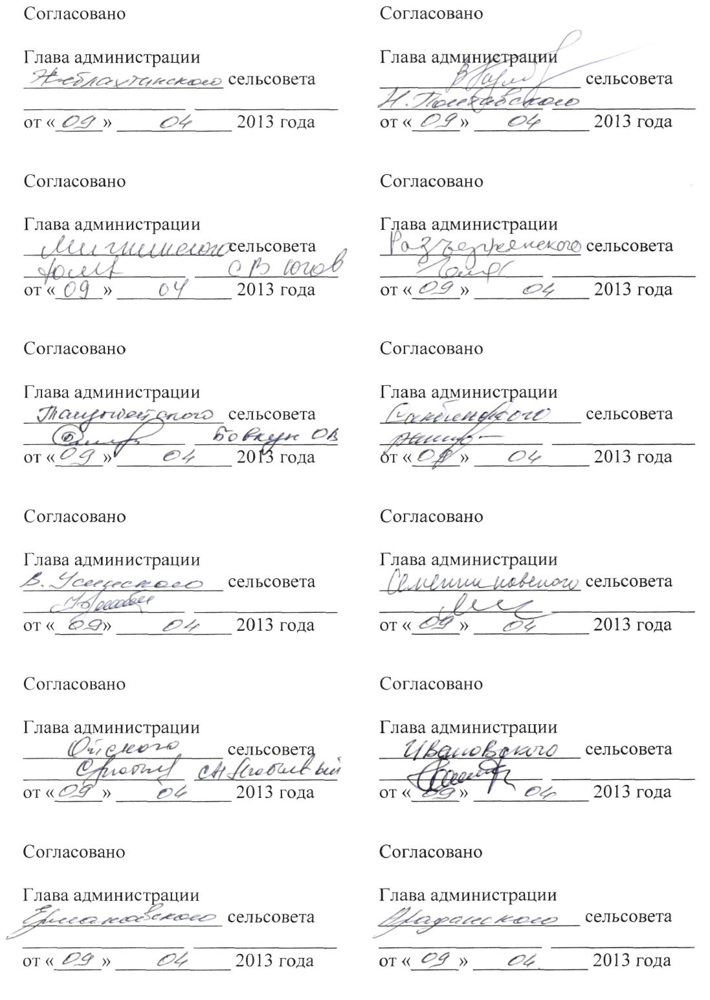 Согласовано
Глава администрации
Жеблахтинского сельсовета
от «09» 04 2013 года
Согласовано
Глава администрации
сельсовета
Н. Полтавского
от «09» 04 2013 года
Согласовано
Глава администрации
Мигнинского сельсовета
С В Югов
от «09» 04 2013 года
Согласовано
Глава администрации
Разъезженского сельсовета
от «09» 04 2013 года
Согласовано
Глава администрации
Танзыбейского сельсовета
Бовкун ОВ
от «09» 04 2013 года
Согласовано
Глава администрации
Салбинского сельсовета
от «09» 04 2013 года
Согласовано
Глава администрации
В. Усинского сельсовета
от «09» 04 2013 года
Согласовано
Глава администрации
Семенниковского сельсовета
от «09» 04 2013 года
Согласовано
Глава администрации
Ойского сельсовета
от «09» 04 2013 года
Согласовано
Глава администрации
Ивановского сельсовета
от «09» 04 2013 года
Согласовано
Глава администрации
Ермаковского сельсовета
от «09» 04 2013 года
Согласовано
Глава администрации
Араданского сельсовета
от «09» 04 2013 года